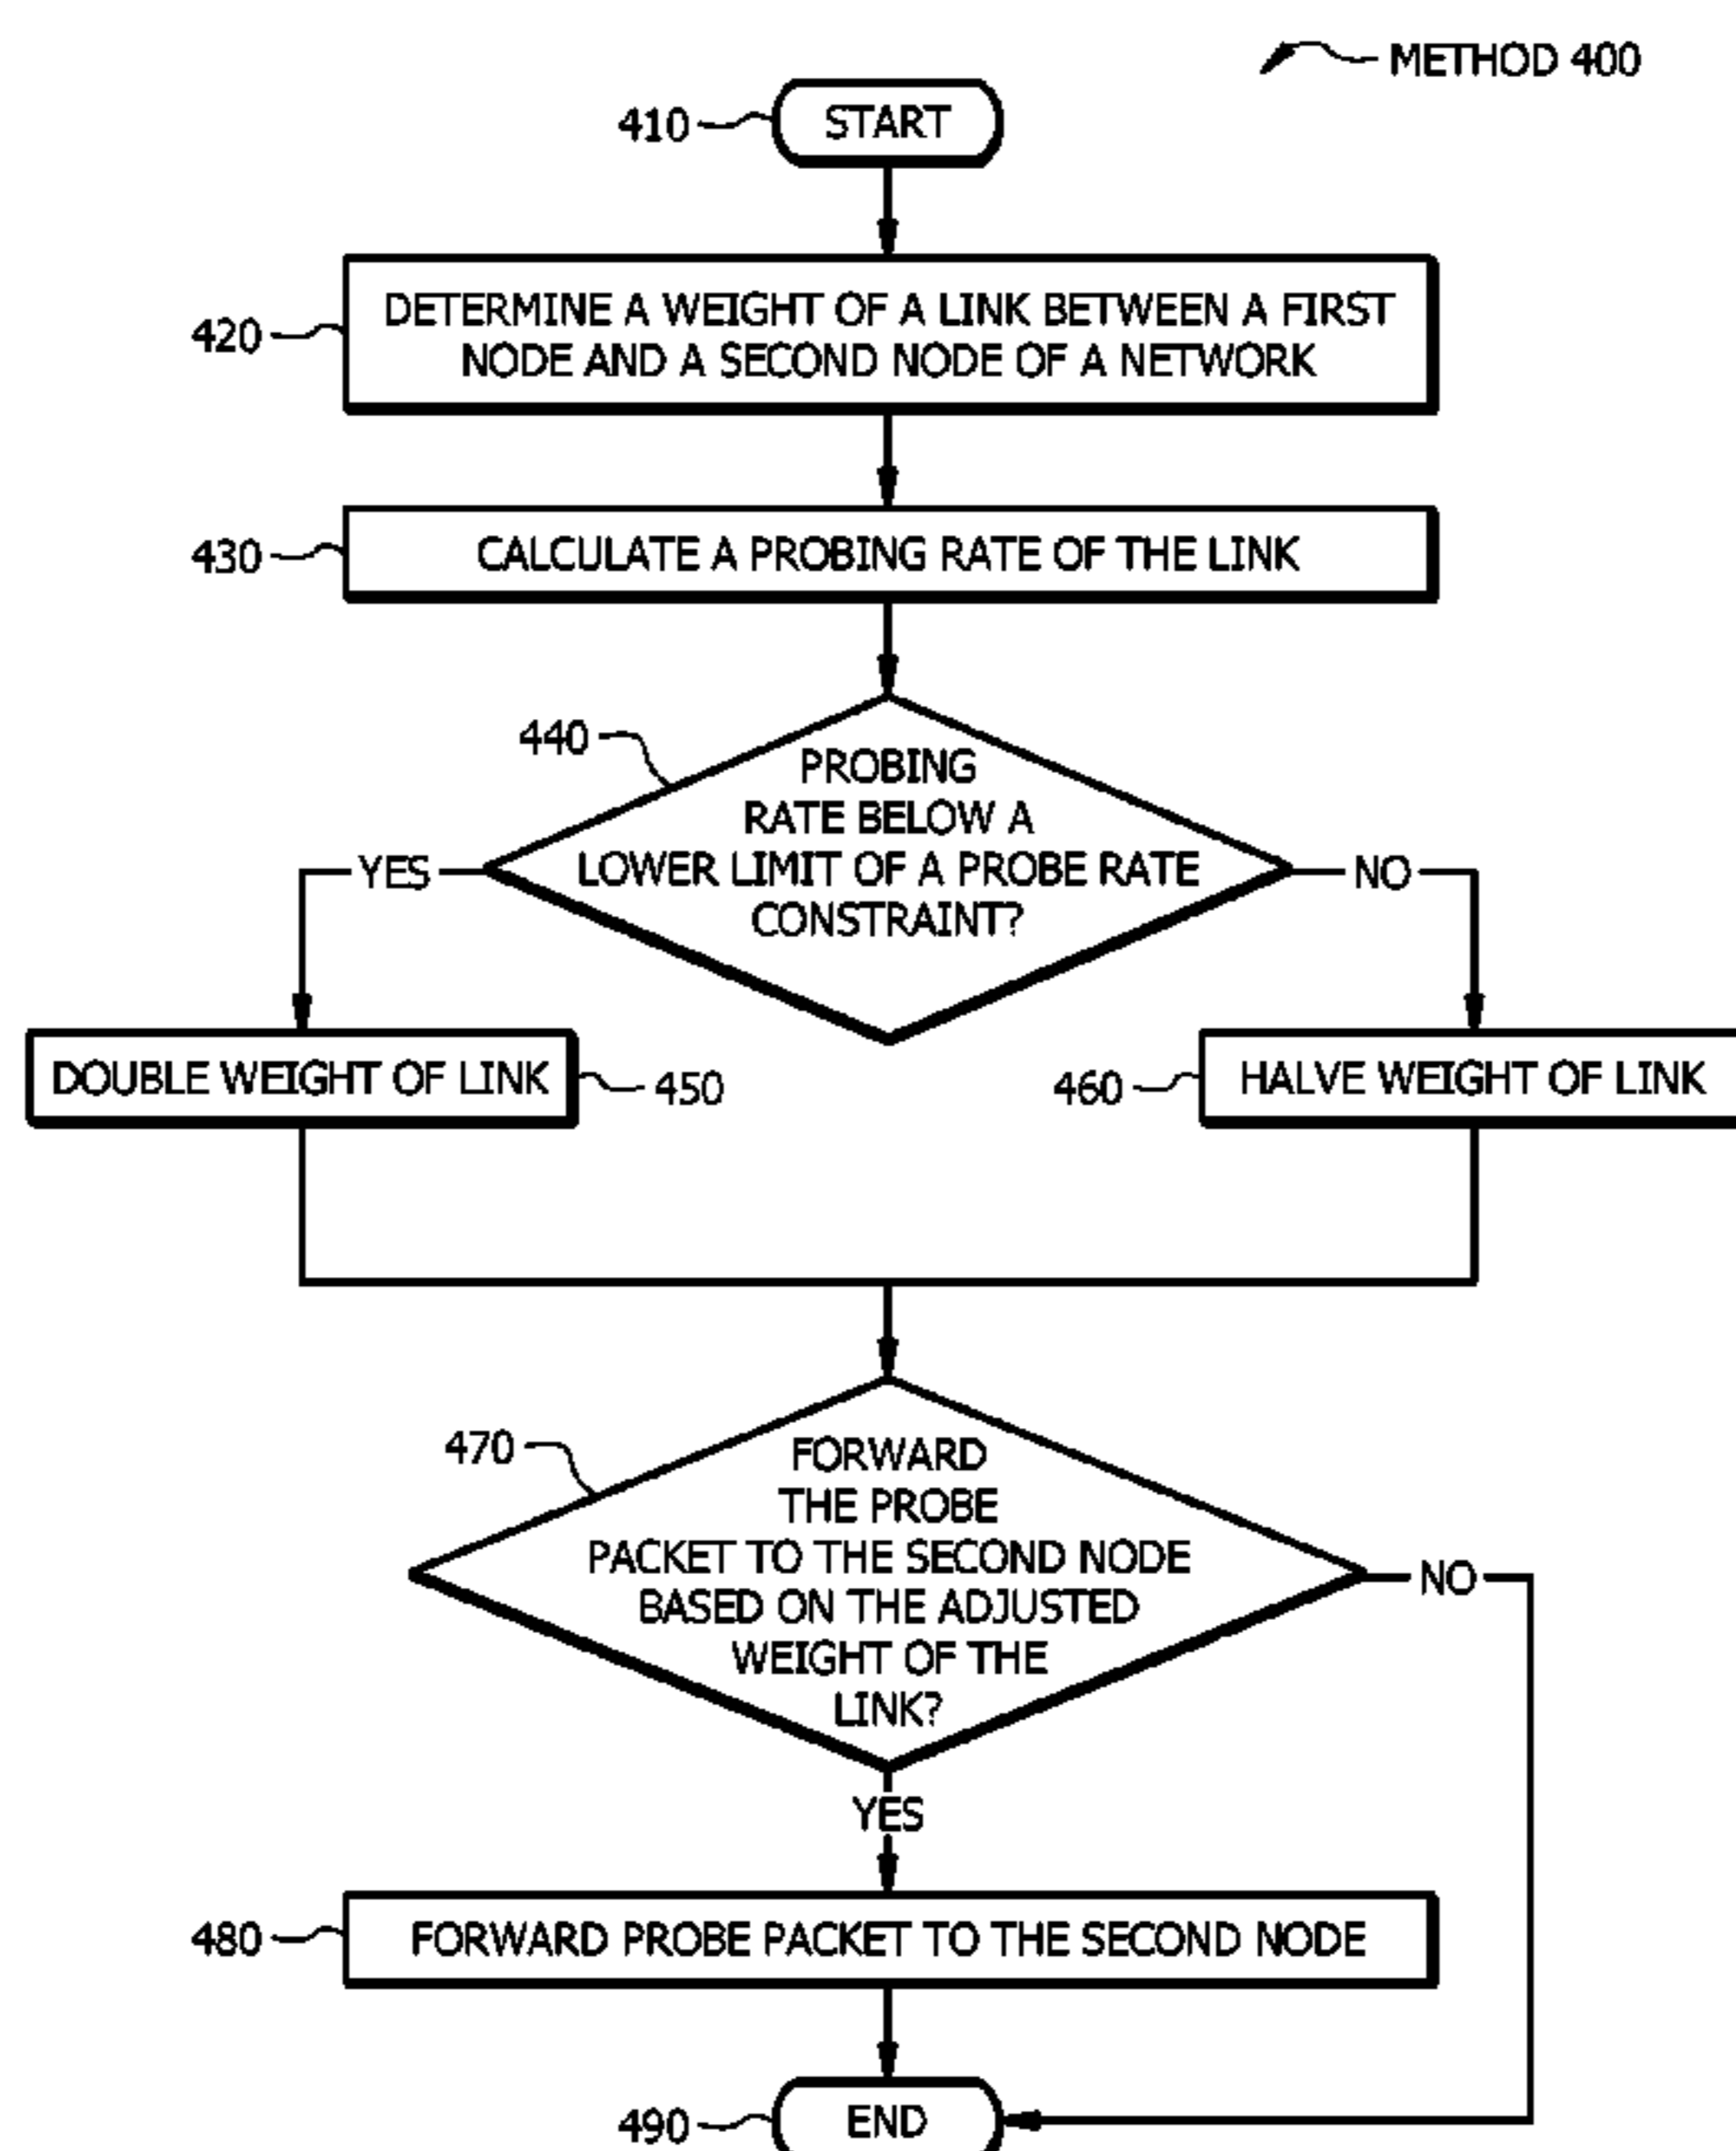 METHOD 400
410
START
420
DETERMINE A WEIGHT OF A LINK BETWEEN A FIRST
NODE AND A SECOND NODE OF A NETWORK
430
CALCULATE A PROBING RATE OF THE LINK
440
PROBING
RATE BELOW A
LOWER LIMIT OF A PROBE RATE
CONSTRAINT?
YES
NO
DOUBLE WEIGHT OF LINK
450
460
HALVE WEIGHT OF LINK
470
FORWARD
THE PROBE
PACKET TO THE SECOND NODE
BASED ON THE ADJUSTED
WEIGHT OF THE
LINK?
NO
YES
480
FORWARD PROBE PACKET TO THE SECOND NODE
490
END